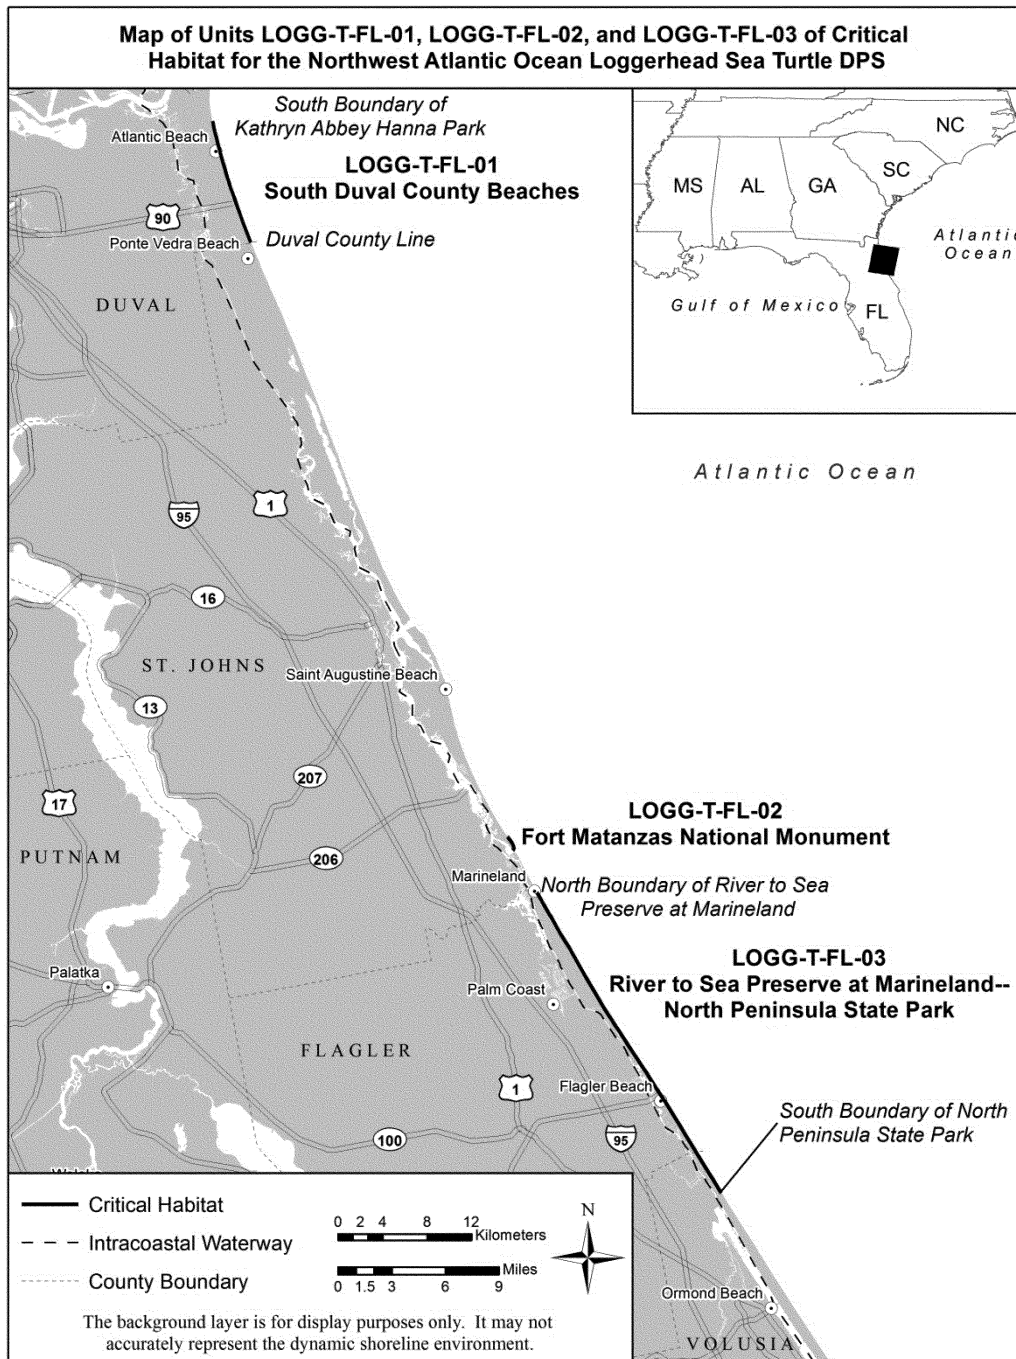 Map of Units LOGG-T-FL-01, LOGG-T-FL-02, and LOGG-T-FL-03 of Critical
Habitat for the Northwest Atlantic Ocean Loggerhead Sea Turtle DPS
South Boundary of
Kathryn Abbey Hanna Park
Atlantic Beach
LOGG-T-FL-01
South Duval County Beaches
90
Ponte Vedra Beach
Duval County Line
DUVAL
NC
SC
MS
AL
GA
Atlantic
Ocean
Gulf of Mexico
FL
Atlantic Ocean
1
95
16
ST. JOHNS
Saint Augustine Beach
13
207
17
LOGG-T-FL-02
Fort Matanzas National Monument
PUTNAM
206
Marineland
North Boundary of River to Sea
Preserve at Marineland
LOGG-T-FL-03
River to Sea Preserve at Marineland--
North Peninsula State Park
Palatka
Palm Coast
FLAGLER
1
Flagler Beach
South Boundary of North
Peninsula State Park
100
95
Critical Habitat
Intracoastal Waterway
County Boundary
0 2 4 8 12
Kilometers
Miles
0 1.5 3 6 9
N
Ormond Beach
The background layer is for display purposes only. It may not
accurately represent the dynamic shoreline environment.
VOLUSIA